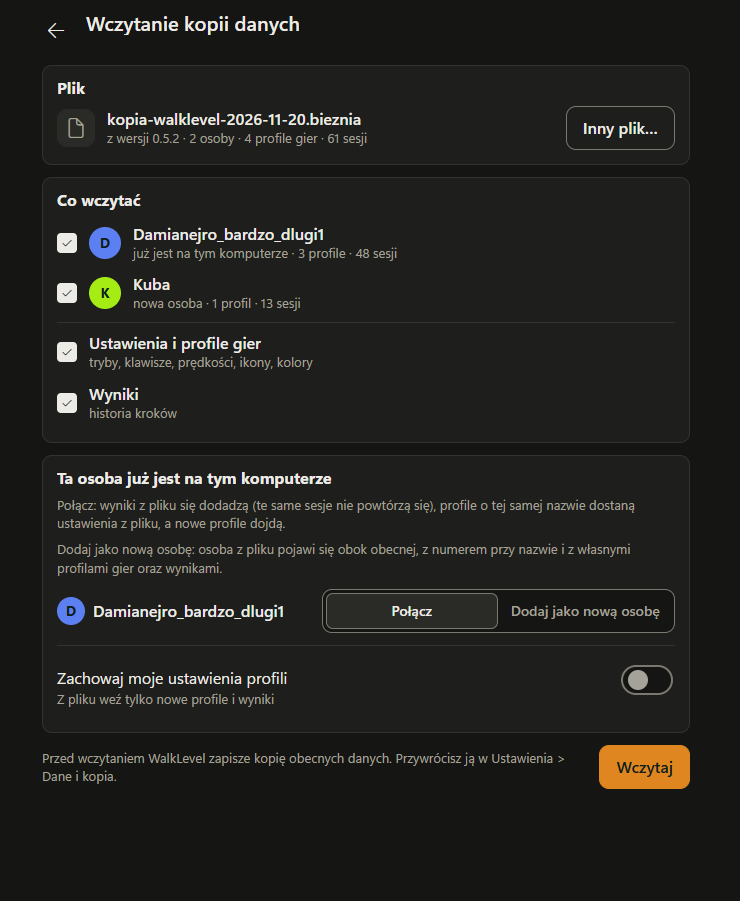 Wczytanie kopii danych
Plik
kopia-walklevel-2026-11-20.bieznia
z wersji 0.5.2 · 2 osoby · 4 profile gier · 61 sesji
Inny plik...
Co wczytać
D
Damianejro_bardzo_dlugi1
już jest na tym komputerze · 3 profile · 48 sesji
K
Kuba
nowa osoba · 1 profil · 13 sesji
Ustawienia i profile gier
tryby, klawisze, prędkości, ikony, kolory
Wyniki
historia kroków
Ta osoba już jest na tym komputerze
Połącz: wyniki z pliku się dodadzą (te same sesje nie powtórzą się), profile o tej samej nazwie dostaną
ustawienia z pliku, a nowe profile dojdą.
Dodaj jako nową osobę: osoba z pliku pojawi się obok obecnej, z numerem przy nazwie i z własnymi
profilami gier oraz wynikami.
D
Damianejro_bardzo_dlugi1
Połącz
Dodaj jako nową osobę
Zachowaj moje ustawienia profili
Z pliku weź tylko nowe profile i wyniki
Przed wczytaniem WalkLevel zapisze kopię obecnych danych. Przywrócisz ją w Ustawienia >
Dane i kopia.
Wczytaj